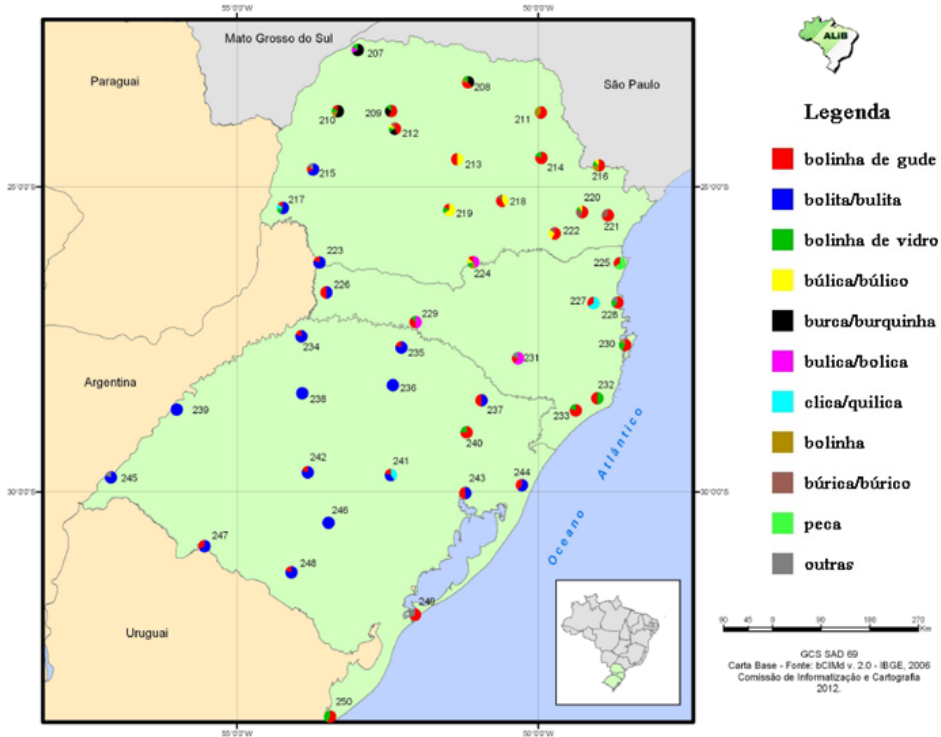 55°0'0"W
50°0'0"W
Mato Grosso do Sul
207
ALiB
Paraguai
São Paulo
208
Legenda
210
209
212
211
bolinha de gude
213
214
216
215
bolita/bulita
25°0'0"S
25°0'0"S
217
218
219
220
221
222
bolinha de vidro
223
224
225
búlica/búlico
226
227
228
burca/burquinha
229
230
234
235
231
bulica/bolica
Argentina
236
239
238
237
232
233
clica/quilica
240
bolinha
242
241
243
244
245
30°0'0"S
30°0'0"S
búrica/búrico
246
Oceano Atlântico
peca
247
248
outras
249
Uruguai
90 45 0 90 180 270
Km
GCS SAD 69
Carta Base - Fonte: bCIMd v. 2.0 - IBGE, 2006
Comissão de Informatização e Cartografia
2012.
250
55°0'0"W
50°0'0"W